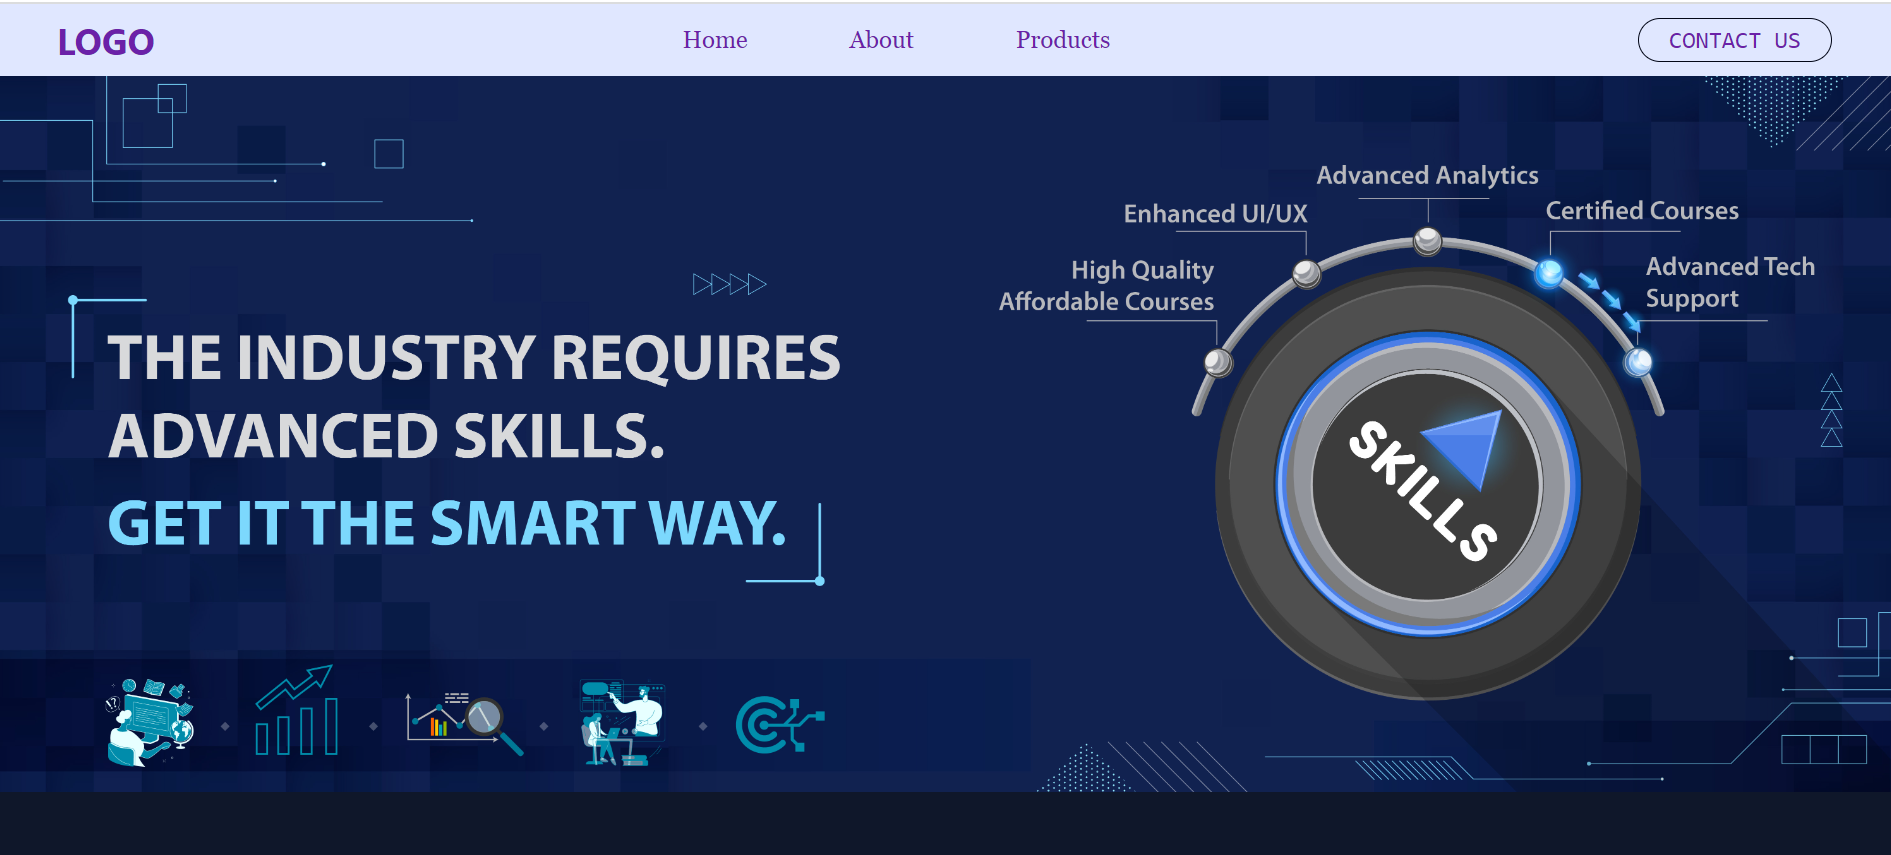 LOGO
Home
About
Products
CONTACT US
Advanced Analytics
Enhanced UI/UX
Certified Courses
High Quality
Affordable Courses
Advanced Tech
Support
THE INDUSTRY REQUIRES
ADVANCED SKILLS.
GET IT THE SMART WAY.
SKILLS